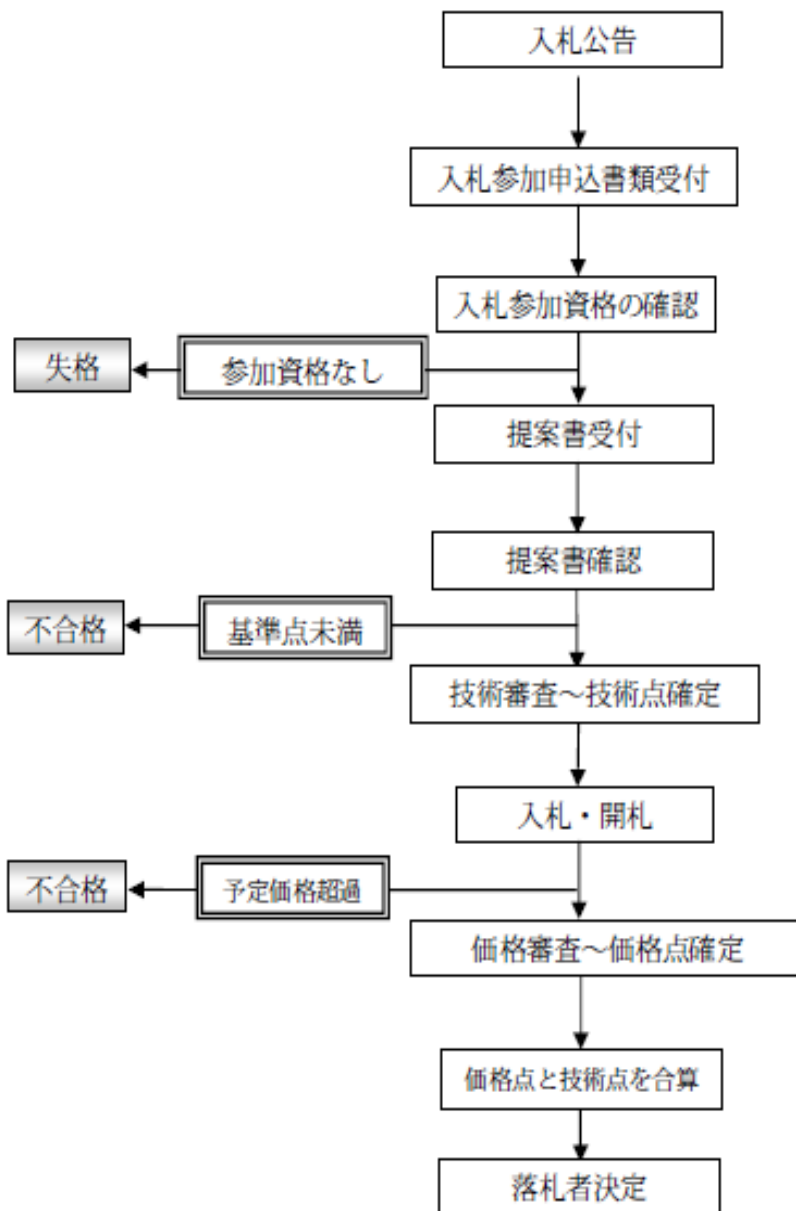 入札公告
入札参加申込書類受付
入札参加資格の確認
失格
参加資格なし
提案書受付
提案書確認
不合格
基準点未満
技術審査～技術点確定
入札・開札
不合格
予定価格超過
価格審査～価格点確定
価格点と技術点を合算
落札者決定